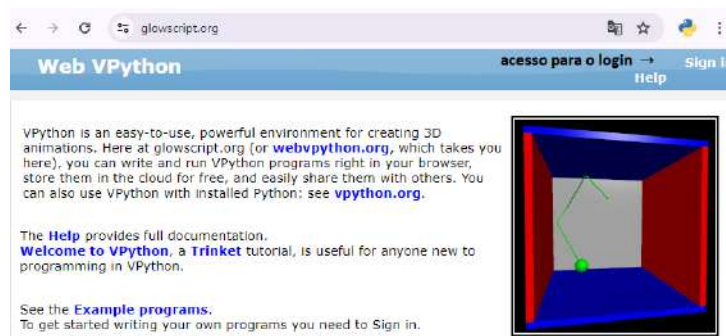 glowscript.org
Web VPython
acesso para o login → Sign i
Help
VPython is an easy-to-use, powerful environment for creating 3D
animations. Here at glowscript.org (or webvpython.org, which takes you
here), you can write and run VPython programs right in your browser,
store them in the cloud for free, and easily share them with others. You
can also use VPython with installed Python: see vpython.org.
The Help provides full documentation.
Welcome to VPython, a Trinket tutorial, is useful for anyone new to
programming in VPython.
See the Example programs.
To get started writing your own programs you need to Sign in.